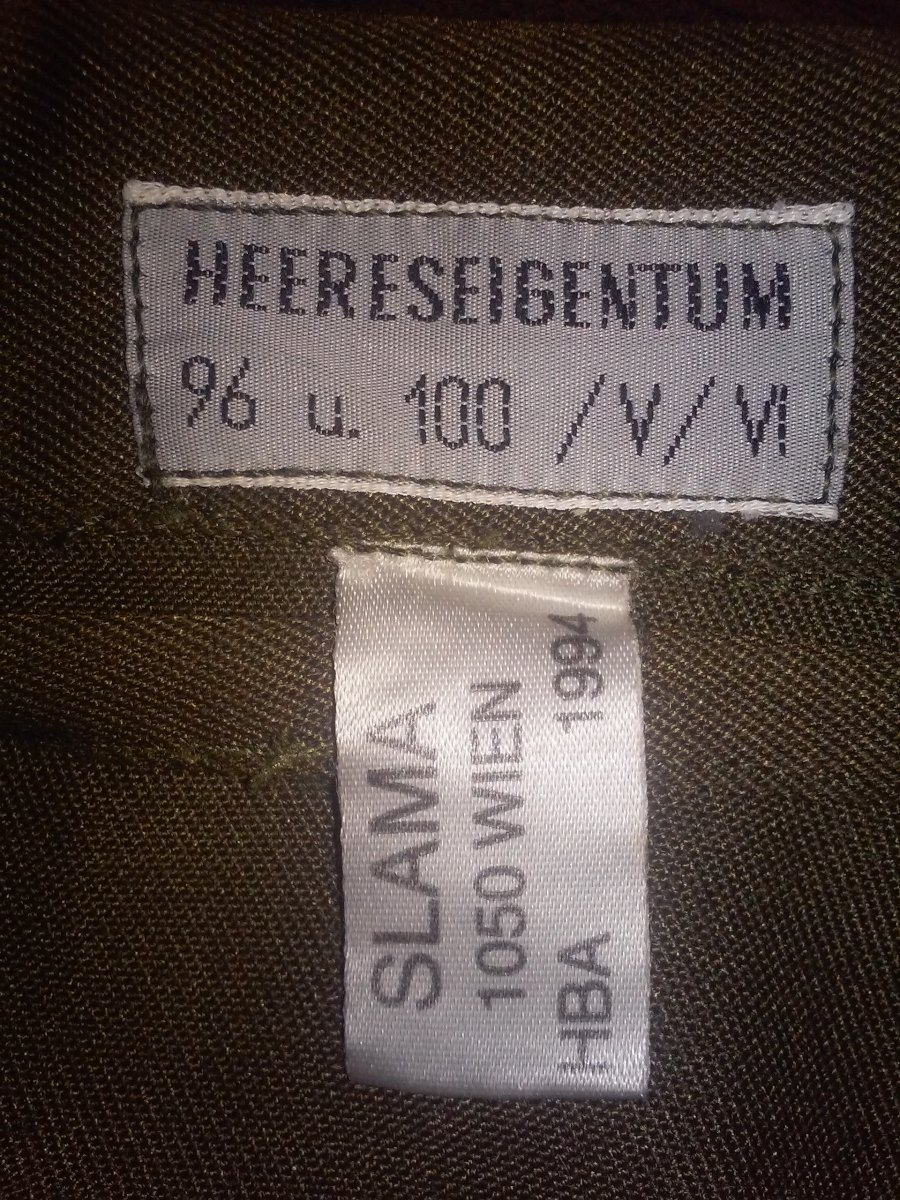 HEERESEIGENTUM
96 u. 100 /V/ VI
SLAMA
1050 WIEN
HBA 1994